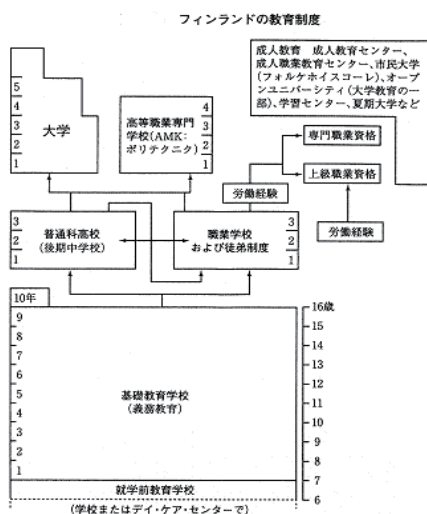 フィンランドの教育制度
成人教育 成人教育センター、
成人職業教育センター、市民大学
(フォルケホイスコーレ)、オープ
ンユニバーシティ(大学教育の一
部)、学習センター、夏期大学など
5
4
3
2
1
大学
高等職業専門
学校(AMK:
ポリテクニク)
4
3
2
1
専門職業資格
上級職業資格
労働経験
労働経験
3
2
1
普通科高校
(後期中学校)
職業学校
および徒弟制度
3
2
1
10年
9
8
7
6
5
4
3
2
1
基礎教育学校
(義務教育)
16歳
15
14
13
12
11
10
9
8
7
6
就学前教育学校
(学校またはデイ・ケア・センターで)